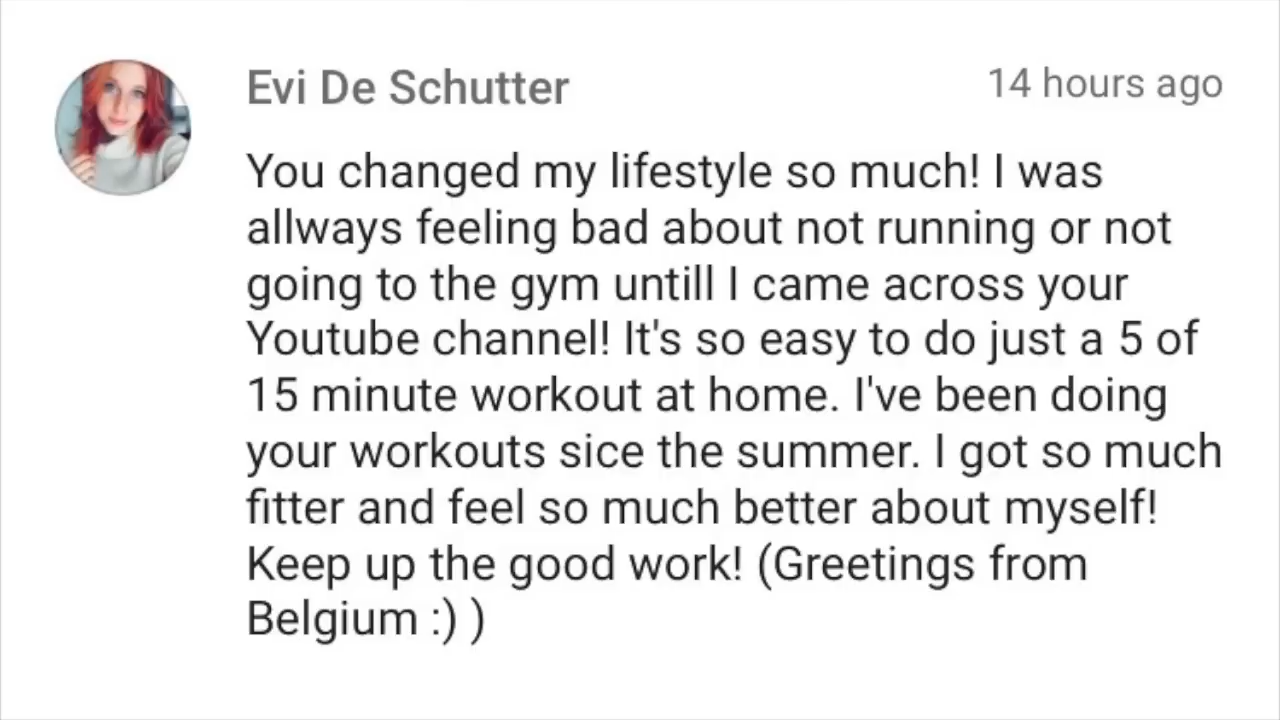 Evi De Schutter
14 hours ago
You changed my lifestyle so much! I was
allways feeling bad about not running or not
going to the gym untill I came across your
Youtube channel! It's so easy to do just a 5 of
15 minute workout at home. I've been doing
your workouts sice the summer. I got so much
fitter and feel so much better about myself!
Keep up the good work! (Greetings from
Belgium :) )